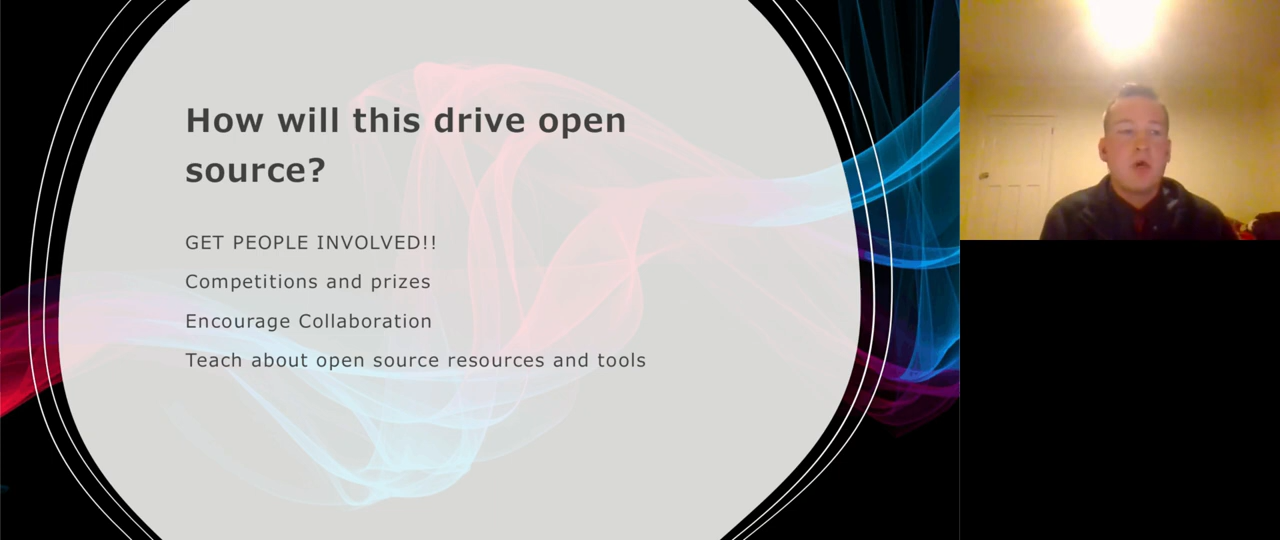 How will this drive open
source?
GET PEOPLE INVOLVED!!
Competitions and prizes
Encourage Collaboration
Teach about open source resources and tools